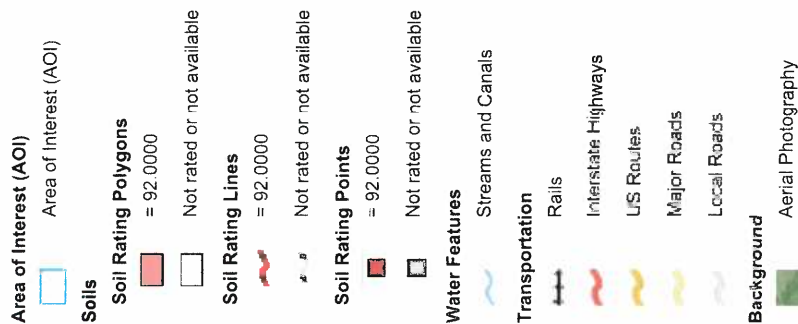 Area of Interest (AOI)
Area of Interest (AOI)
Soils
Soil Rating Polygons
= 92.0000
Not rated or not available
Soil Rating Lines
= 92.0000
Not rated or not available
Soil Rating Points
= 92.0000
Not rated or not available
Water Features
Streams and Canals
Transportation
Rails
Interstate Highways
US Routes
Major Roads
Local Roads
Background
Aerial Photography